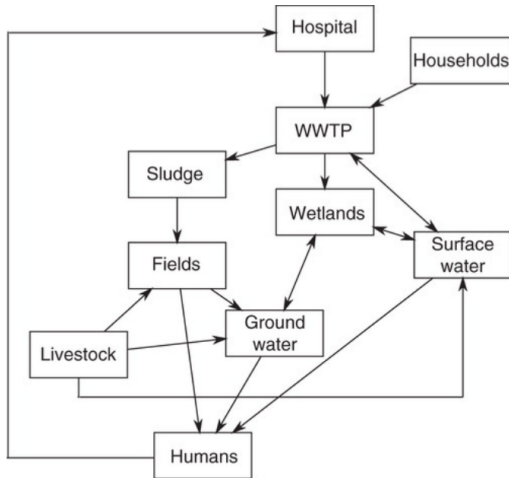 Hospital
Households
WWTP
Sludge
Wetlands
Surface
water
Fields
Ground
water
Livestock
Humans